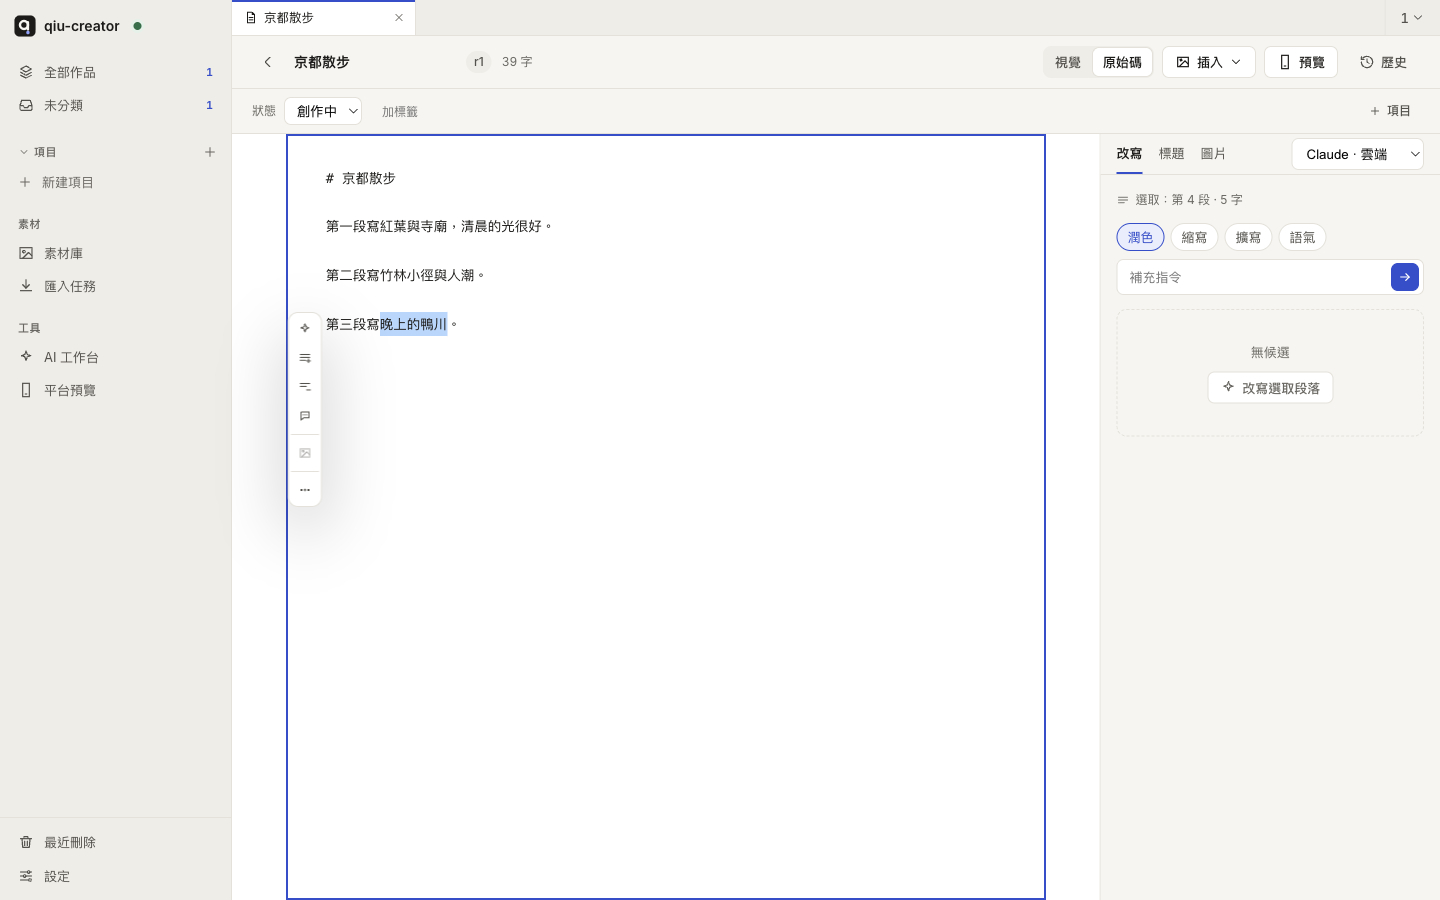 qiu-creator
全部作品 1
未分類 1
項目
新建項目
素材
素材庫
匯入任務
工具
AI 工作台
平台預覽
最近刪除
設定
京都散步
1
京都散步
r1
39 字
視覺
原始碼
插入
預覽
歷史
狀態
創作中
加標籤
項目
# 京都散步
第一段寫紅葉與寺廟，清晨的光很好。
第二段寫竹林小徑與人潮。
第三段寫晚上的鴨川。
改寫
標題
圖片
Claude · 雲端
選取：第 4 段 · 5 字
潤色
縮寫
擴寫
語氣
補充指令
無候選
改寫選取段落